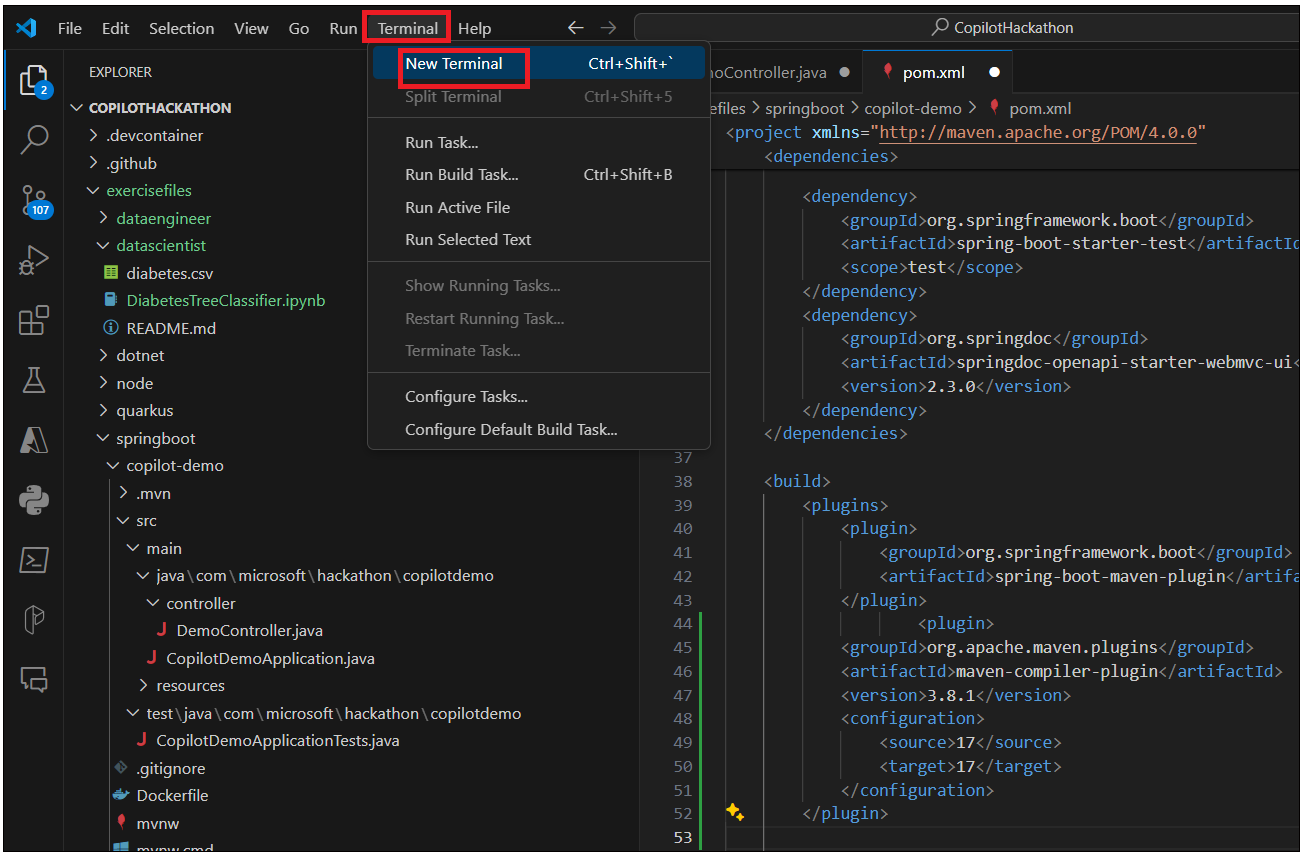 File Edit Selection View Go Run Terminal Help
CopilotHackathon
EXPLORER
COPILOTHACKATHON
.devcontainer
.github
exercisefiles
dataengineer
datascientist
diabetes.csv
DiabetesTreeClassifier.ipynb
README.md
dotnet
node
quarkus
springboot
copilot-demo
.mvn
src
main
java\com\microsoft\hackathon\copilotdemo
controller
DemoController.java
CopilotDemoApplication.java
resources
test\java\com\microsoft\hackathon\copilotdemo
CopilotDemoApplicationTests.java
.gitignore
Dockerfile
mvnw
mvnw.cmd
2
107
New Terminal Ctrl+Shift+`
Split Terminal Ctrl+Shift+5
Run Task...
Run Build Task... Ctrl+Shift+B
Run Active File
Run Selected Text
Show Running Tasks...
Restart Running Task...
Terminate Task...
Configure Tasks...
Configure Default Build Task...
oController.java pom.xml
efiles > springboot > copilot-demo > pom.xml
<project xmlns="http://maven.apache.org/POM/4.0.0"
<dependencies>
<dependency>
<groupId>org.springframework.boot</groupId>
<artifactId>spring-boot-starter-test</artifactId
<scope>test</scope>
</dependency>
<dependency>
<groupId>org.springdoc</groupId>
<artifactId>springdoc-openapi-starter-webmvc-ui<
<version>2.3.0</version>
</dependency>
</dependencies>
37
38 <build>
39 <plugins>
40 <plugin>
41 <groupId>org.springframework.boot</groupId>
42 <artifactId>spring-boot-maven-plugin</artifa
43 </plugin>
44 <plugin>
45 <groupId>org.apache.maven.plugins</groupId>
46 <artifactId>maven-compiler-plugin</artifactId>
47 <version>3.8.1</version>
48 <configuration>
49 <source>17</source>
50 <target>17</target>
51 </configuration>
52 </plugin>
53